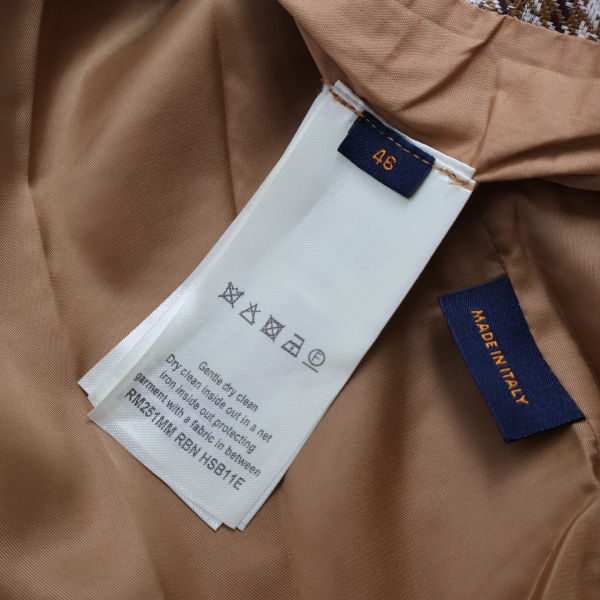 46
Gentle dry clean
Dry clean inside out in a net
Iron inside out protecting
garment with a fabric in between
RM251MM RBN HSB11E
MADE IN ITALY